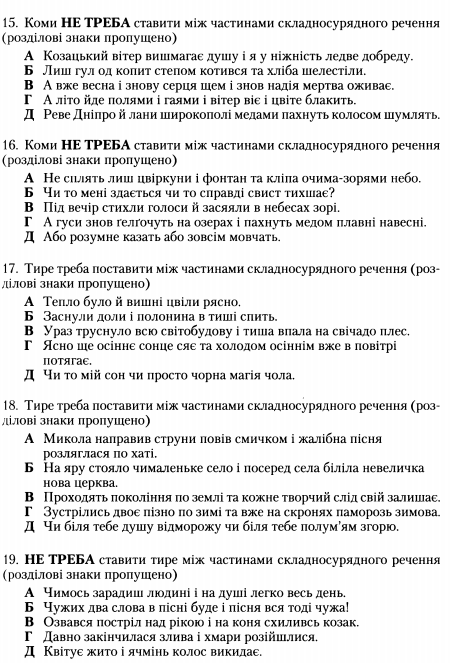 15. Коми НЕ ТРЕБА ставити між частинами складносурядного речення
(розділові знаки пропущено)
А Козацький вітер вишмагає душу і я у ніжність ледве добреду.
Б Лиш гул од копит степом котився та хліба шелестіли.
В А вже весна і знову серця щем і знов надія мертва оживає.
Г А літо йде полями і гаями і вітер віє і цвіте блакить.
Д Реве Дніпро й лани широкополі медами пахнуть колосом шумлять.
16. Коми НЕ ТРЕБА ставити між частинами складносурядного речення
(розділові знаки пропущено)
А Не сплять лиш цвіркуни і фонтан та кліпа очима-зорями небо.
Б Чи то мені здається чи то справді свист тихшає?
В Під вечір стихли голоси й засяяли в небесах зорі.
Г А гуси знов ґелґочуть на озерах і пахнуть медом плавні навесні.
Д Або розумне казать або зовсім мовчать.
17. Тире треба поставити між частинами складносурядного речення (роз-
ділові знаки пропущено)
А Тепло було й вишні цвіли рясно.
Б Заснули доли і полонина в тиші спить.
В Ураз труснуло всю світобудову і тиша впала на свічадо плес.
Г Ясно ще осіннє сонце сяє та холодом осіннім вже в повітрі
потягає.
Д Чи то мій сон чи просто чорна магія чола.
18. Тире треба поставити між частинами складносурядного речення (роз-
ділові знаки пропущено)
А Микола направив струни повів смичком і жалібна пісня
розляглася по хаті.
Б На яру стояло чималеньке село і посеред села біліла невеличка
нова церква.
В Проходять покоління по землі та кожне творчий слід свій залишає.
Г Зустрілись двоє пізно по зимі та вже на скронях паморозь зимова.
Д Чи біля тебе душу відморожу чи біля тебе полум'ям згорю.
19. НЕ ТРЕБА ставити тире між частинами складносурядного речення
(розділові знаки пропущено)
А Чимось зарадиш людині і на душі легко весь день.
Б Чужих два слова в пісні буде і пісня вся тоді чужа!
В Озвався постріл над рікою і на коня схиливсь козак.
Г Давно закінчилася злива і хмари розійшлися.
Д Квітує жито і ячмінь колос викидає.